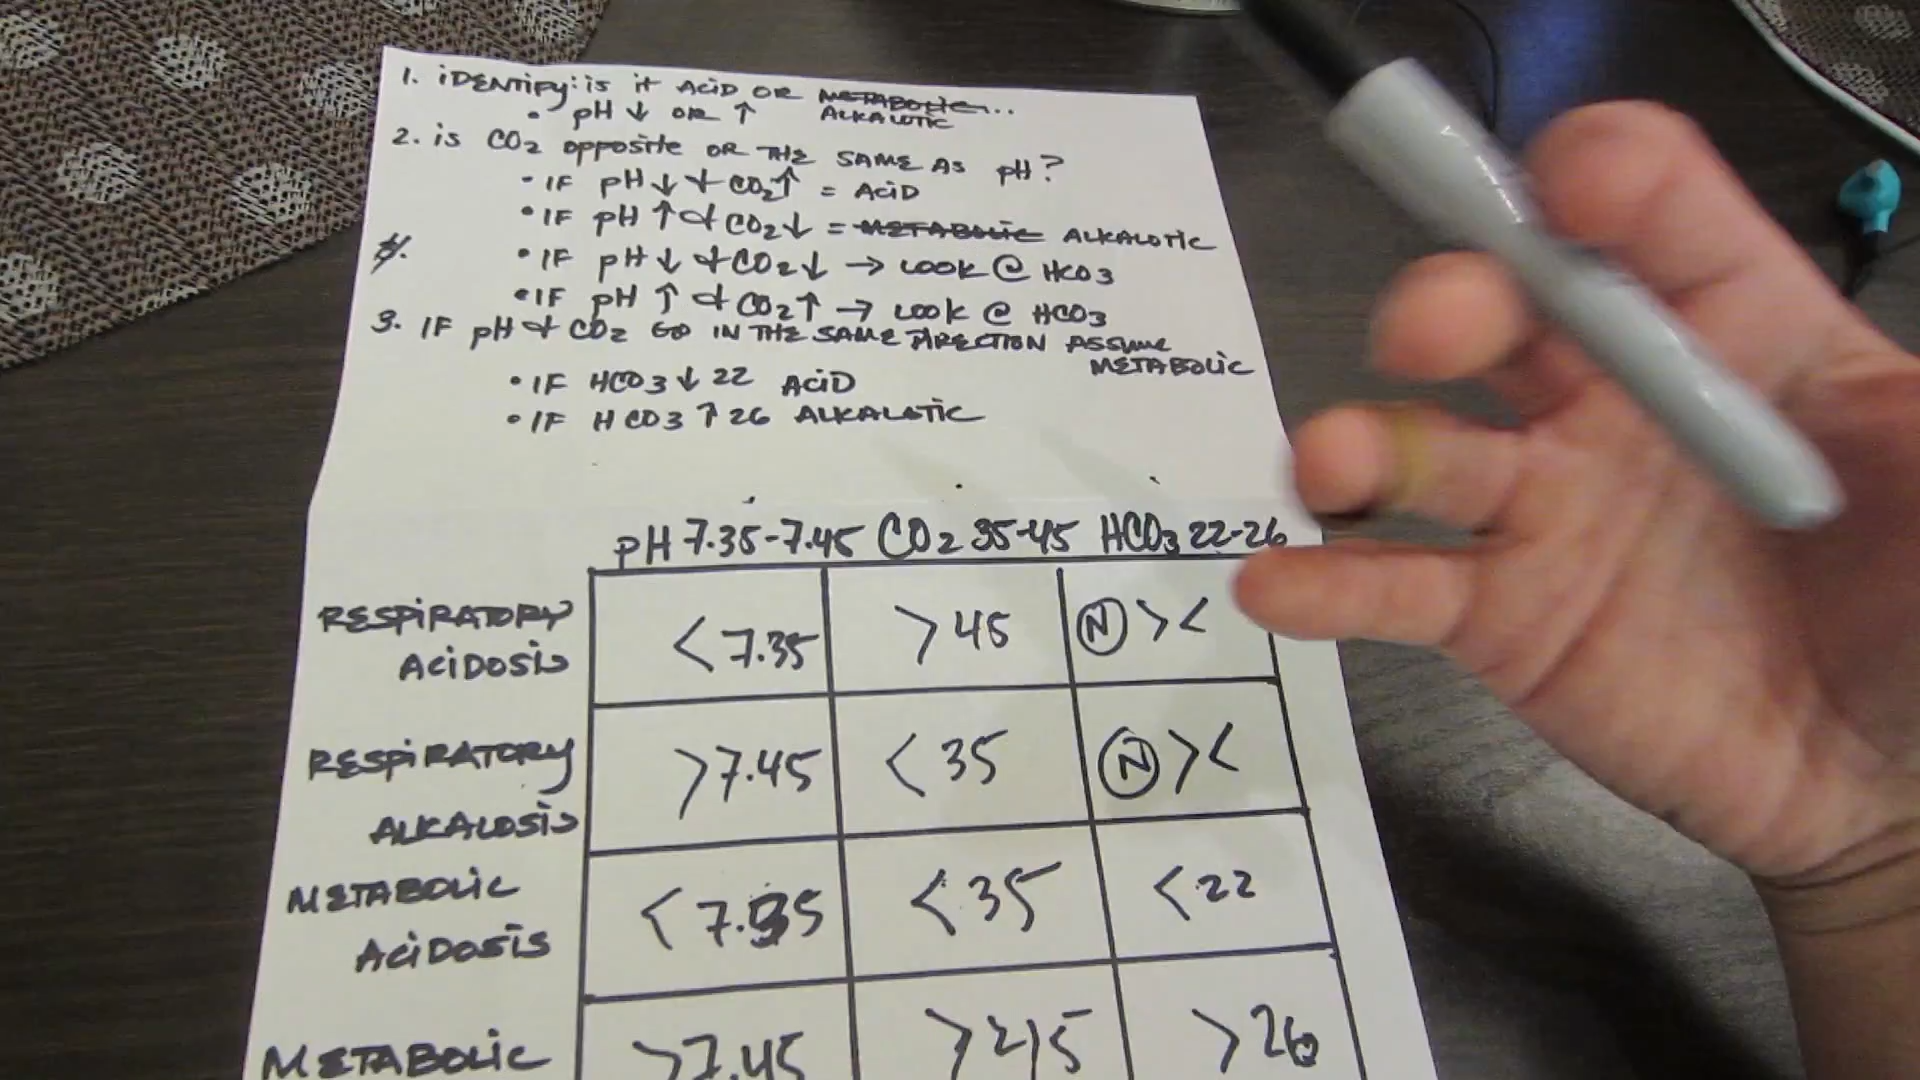 1. iDENTIFY: is it ACiD OR METABOLIC...
• pH ↓ OR ↑ ALKALOTIC
2. is CO2 OPPOSITE OR THE SAME AS pH?
• IF pH ↓ + CO2 ↑ = ACiD
• IF pH ↑ + CO2 ↓ = METABOLIC ALKALOTIC
• IF pH ↓ + CO2 ↓ → LOOK @ HCO3
• IF pH ↑ + CO2 ↑ → LOOK @ HCO3
3. IF pH + CO2 GO IN THE SAME DIRECTION ASSUME
METABOLIC
• IF HCO3 ↓ 22 ACiD
• IF HCO3 ↑ 26 ALKALOTIC
pH 7.35-7.45 CO2 35-45 HCO3 22-26
RESPIRATORY ACIDOSIS <7.35 >45 Ⓝ ><
RESPIRATORY ALKALOSIS >7.45 <35 Ⓝ ><
METABOLIC ACIDOSIS <7.35 <35 <22
METABOLIC >7.45 >45 >26